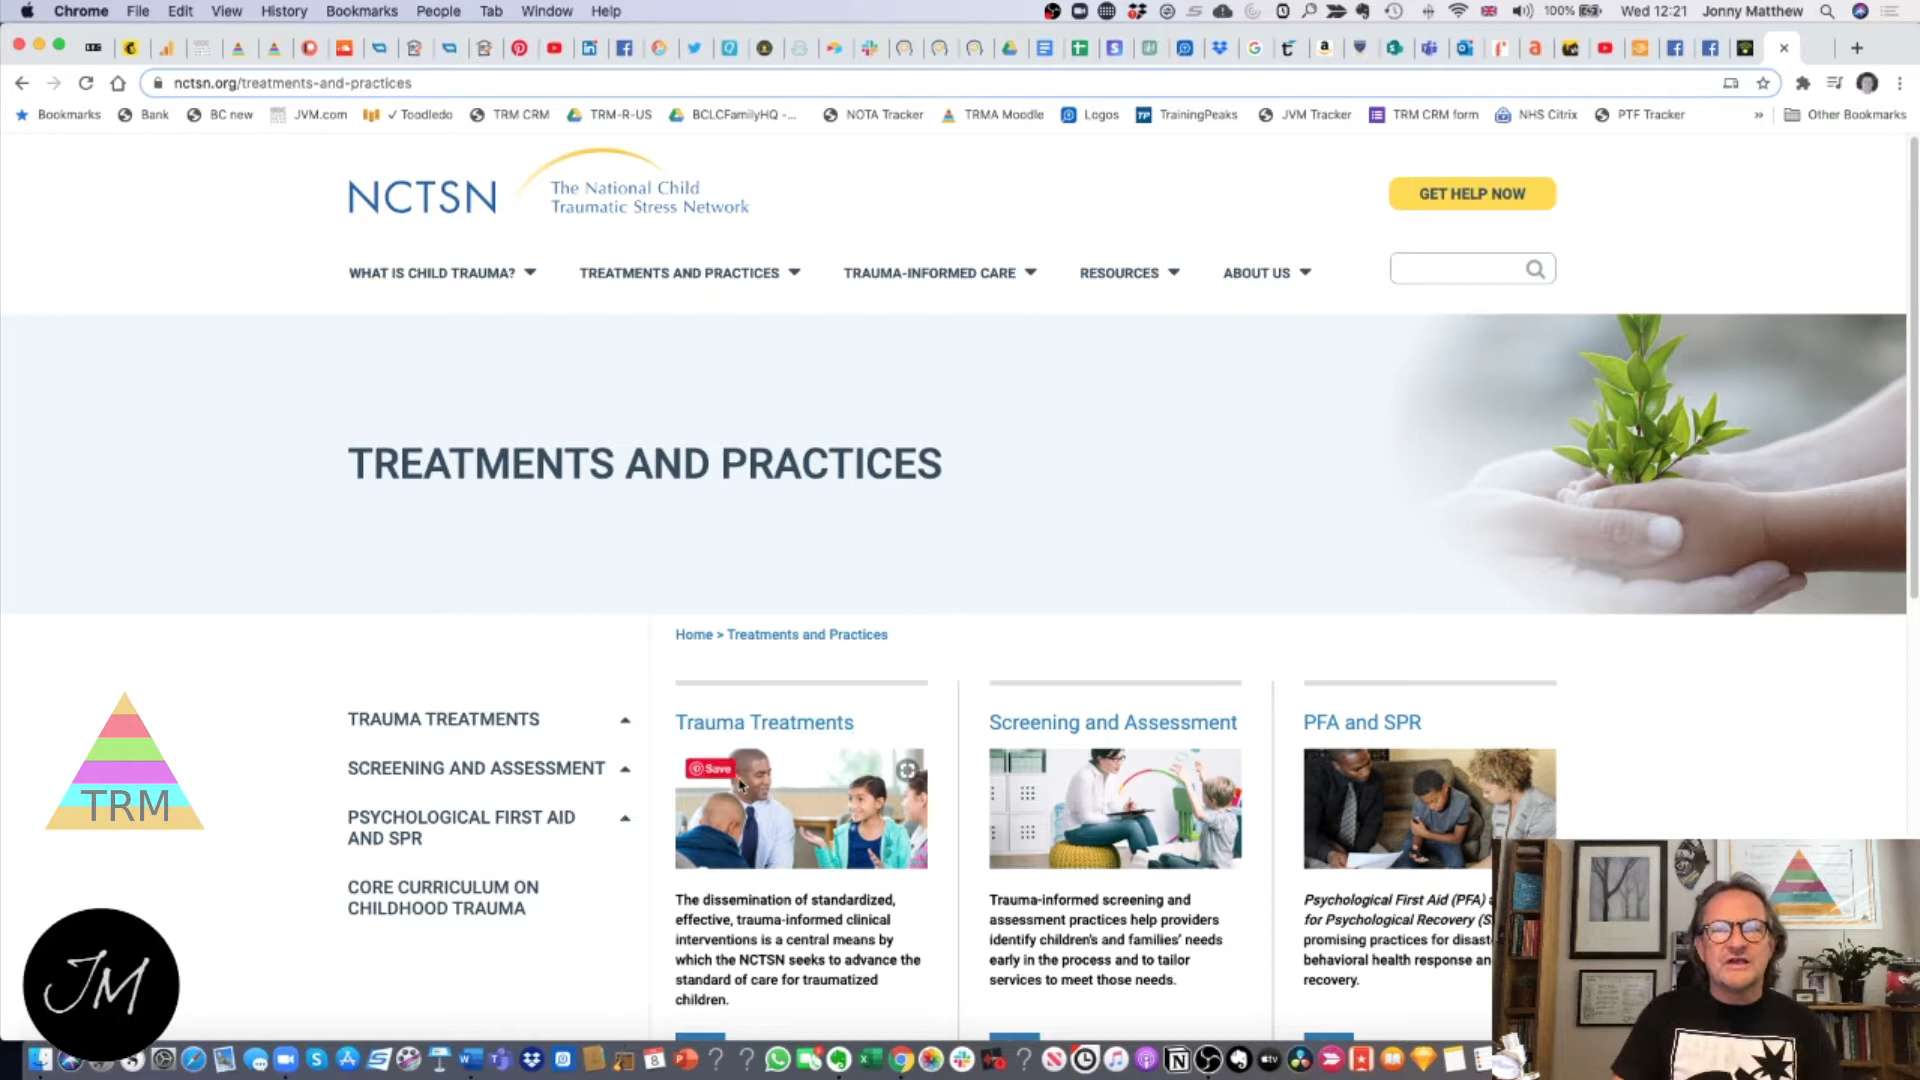 Chrome File Edit View History Bookmarks People Tab Window Help 100% Wed 12:21 Jonny Matthew
nctsn.org/treatments-and-practices
Bookmarks Bank BC new JVM.com ✓ Toodledo TRM CRM TRM-R-US BCLCFamilyHQ -... NOTA Tracker TRMA Moodle Logos TrainingPeaks JVM Tracker TRM CRM form NHS Citrix PTF Tracker » Other Bookmarks
NCTSN The National Child
Traumatic Stress Network
GET HELP NOW
WHAT IS CHILD TRAUMA? TREATMENTS AND PRACTICES TRAUMA-INFORMED CARE RESOURCES ABOUT US
TREATMENTS AND PRACTICES
Home > Treatments and Practices
TRAUMA TREATMENTS
SCREENING AND ASSESSMENT
PSYCHOLOGICAL FIRST AID
AND SPR
CORE CURRICULUM ON
CHILDHOOD TRAUMA
Trauma Treatments
Save
The dissemination of standardized,
effective, trauma-informed clinical
interventions is a central means by
which the NCTSN seeks to advance the
standard of care for traumatized
children.
Screening and Assessment
Trauma-informed screening and
assessment practices help providers
identify children's and families' needs
early in the process and to tailor
services to meet those needs.
PFA and SPR
Psychological First Aid (PFA)
for Psychological Recovery (S
promising practices for disast
behavioral health response an
recovery.
TRM
JM